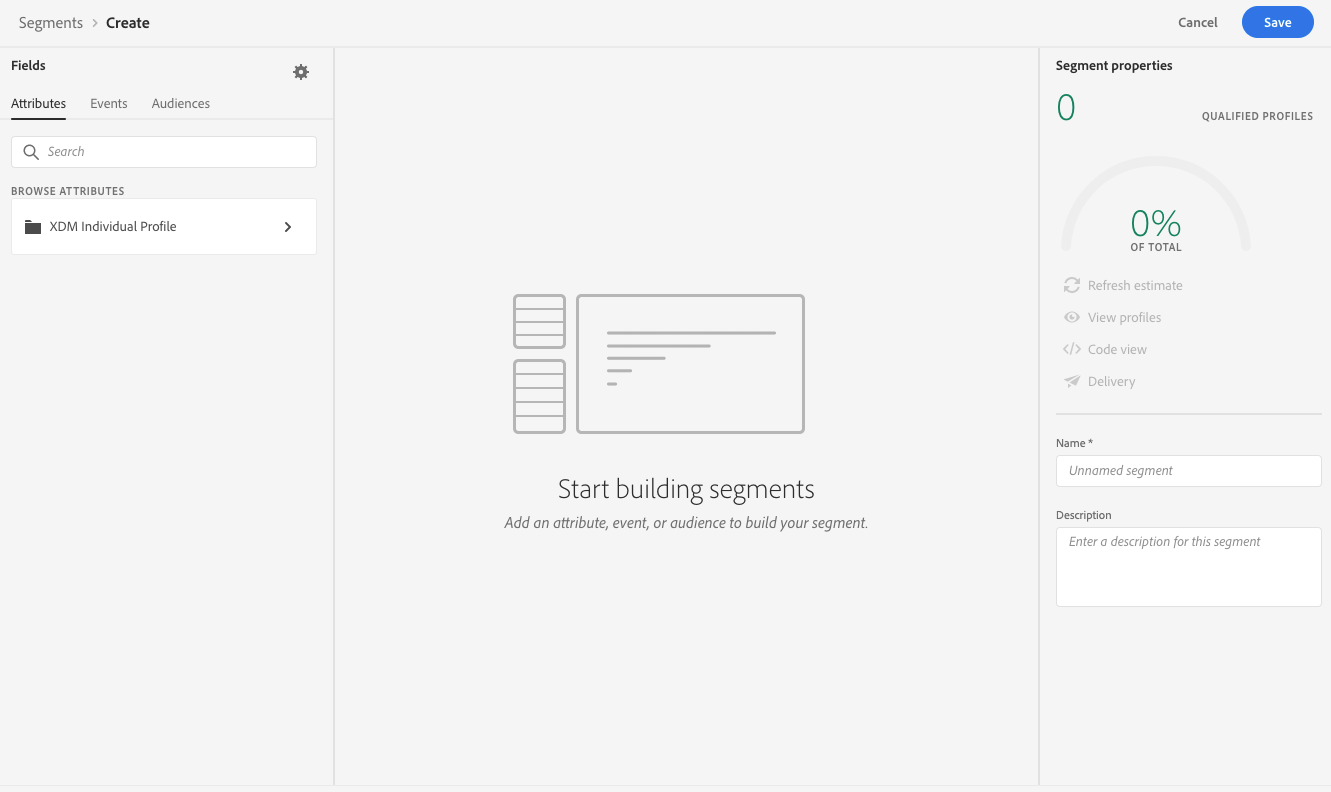 Segments > Create
Cancel
Save
Fields
Attributes
Events
Audiences
Search
BROWSE ATTRIBUTES
XDM Individual Profile
Start building segments
Add an attribute, event, or audience to build your segment.
Segment properties
0
QUALIFIED PROFILES
0%
OF TOTAL
Refresh estimate
View profiles
Code view
Delivery
Name *
Unnamed segment
Description
Enter a description for this segment